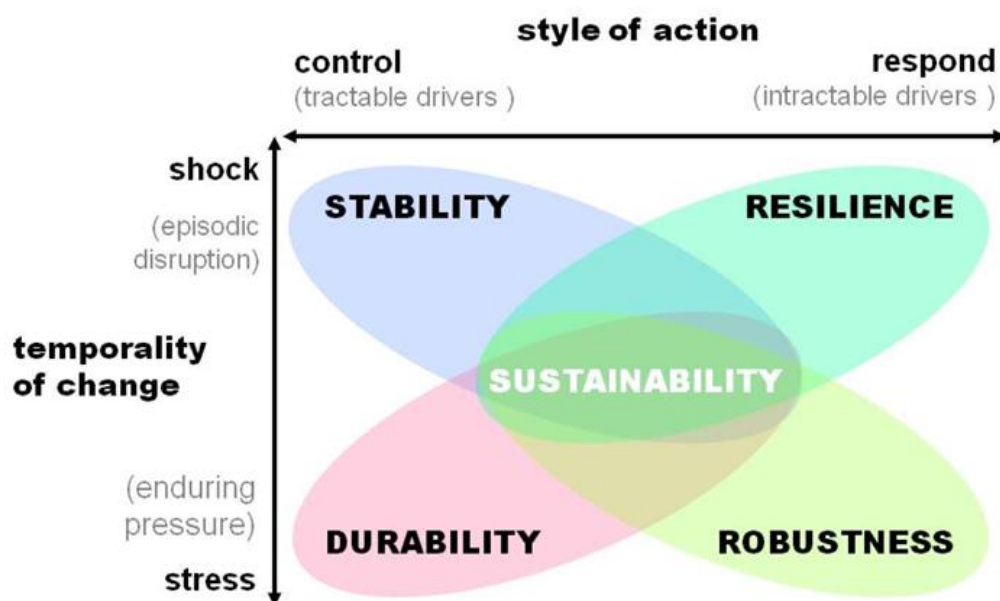 style of action
control
(tractable drivers )
respond
(intractable drivers )
shock
(episodic
disruption)
STABILITY
RESILIENCE
temporality
of change
SUSTAINABILITY
(enduring
pressure)
stress
DURABILITY
ROBUSTNESS